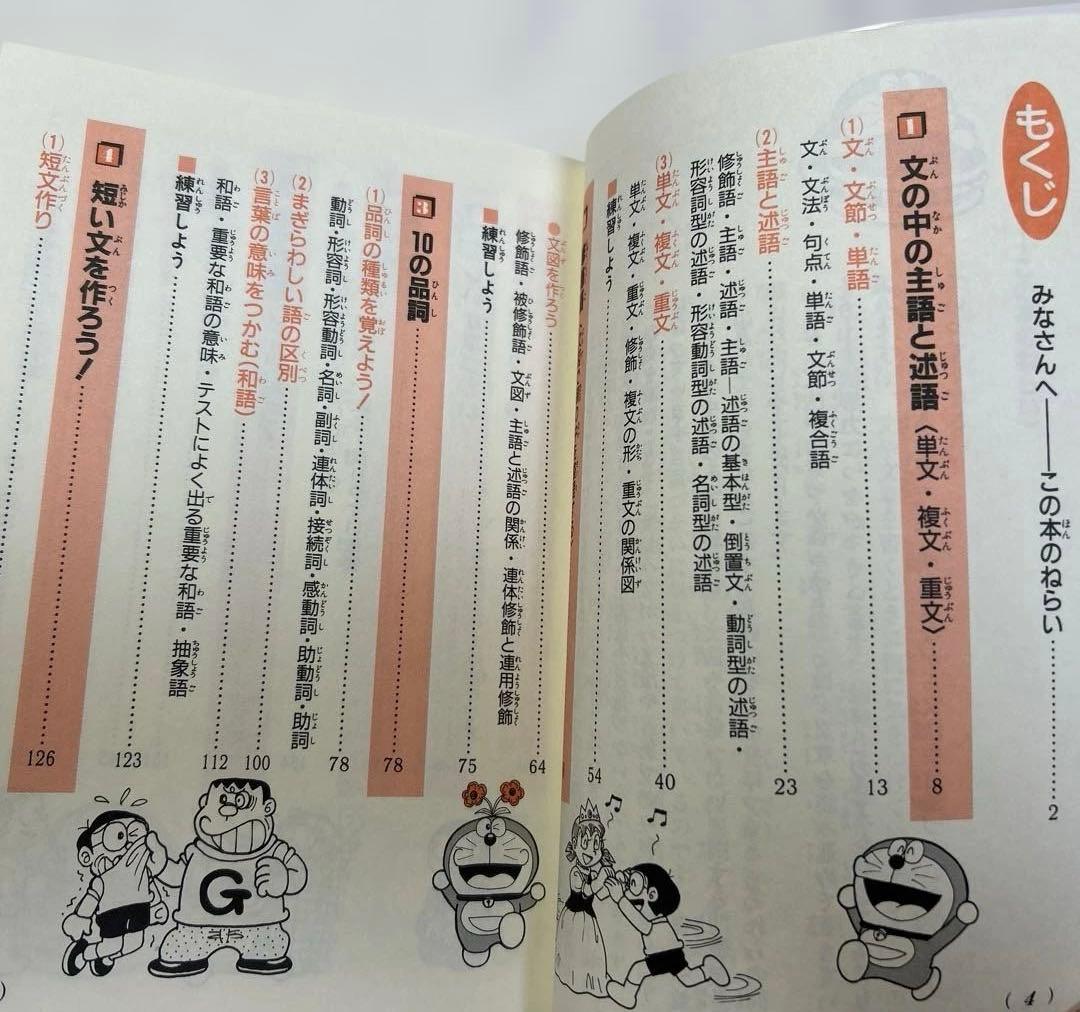 もくじ
みなさんへ――この本のねらい……2
1 文の中の主語と述語〈単文・複文・重文〉……8
(1) 文・文節・単語……13
文・文法・句点・単語・文節・複合語
(2) 主語と述語……23
修飾語・主語・述語・主語―述語の基本型・倒置文・動詞型の述語・
形容詞型の述語・形容動詞型の述語・名詞型の述語
(3) 単文・複文・重文……40
単文・複文・重文・修飾・複文の形・重文の関係図
■練習しよう……54
( 4 )
●文図を作ろう……64
修飾語・被修飾語・文図・主語と述語の関係・連体修飾と連用修飾
■練習しよう……75
3 10の品詞……78
(1) 品詞の種類を覚えよう!……78
動詞・形容詞・形容動詞・名詞・副詞・連体詞・接続詞・感動詞・助動詞・助詞
(2) まぎらわしい語の区別……100
(3) 言葉の意味をつかむ(和語)……112
和語・重要な和語の意味・テストによく出る重要な和語・抽象語
■練習しよう……123
4 短い文を作ろう!……126
(1) 短文作り……
G